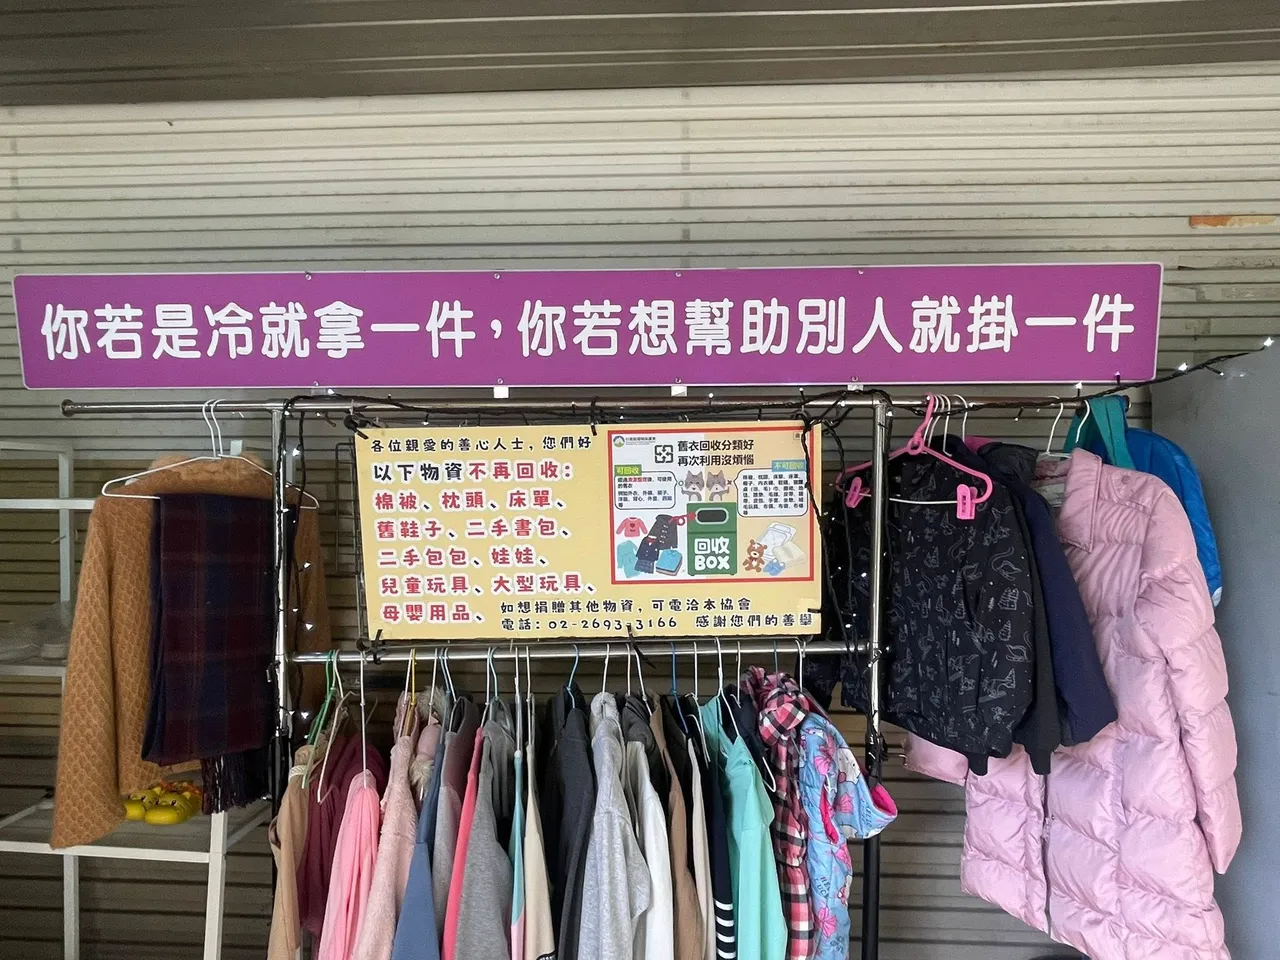 你若是冷就拿一件，你若想幫助別人就掛一件
各位親愛的善心人士，您們好
以下物資不再回收：
棉被、枕頭、床單、
舊鞋子、二手書包、
二手包包、娃娃、
兒童玩具、大型玩具、
母嬰用品、
如想捐贈其他物資，可電洽本協會
電話：02-2693-3166 感謝您們的善舉
舊衣回收分類好
再次利用沒煩惱
可回收
不可回收
回收
BOX